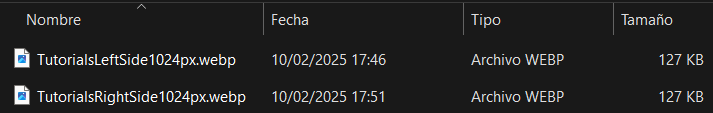 Nombre Fecha Tipo Tamaño
TutorialsLeftSide1024px.webp 10/02/2025 17:46 Archivo WEBP 127 KB
TutorialsRightSide1024px.webp 10/02/2025 17:51 Archivo WEBP 127 KB